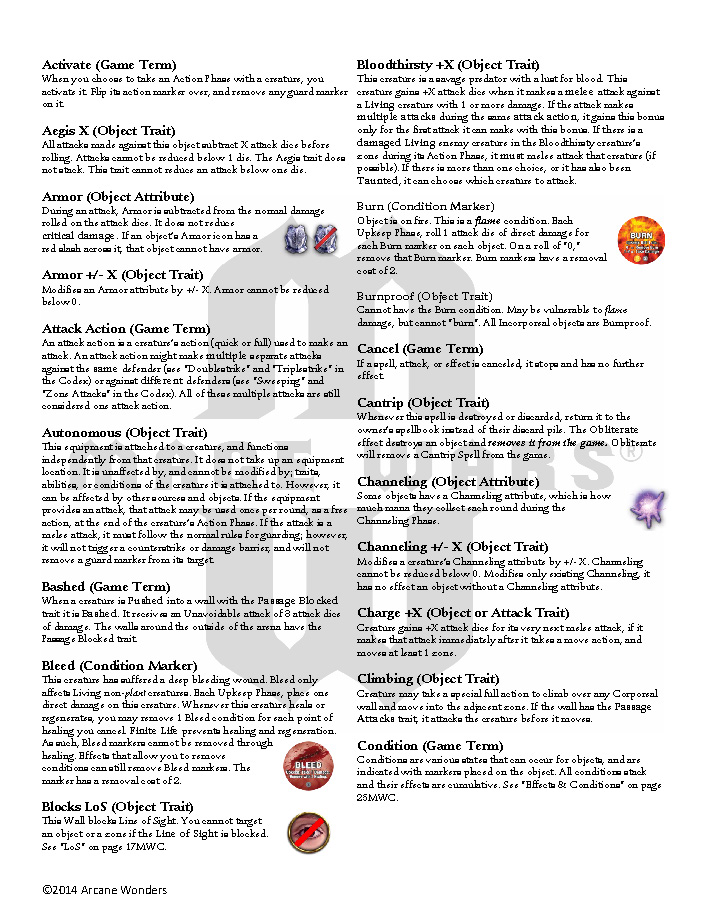 Activate (Game Term)
When you choose to take an Action Phase with a creature, you
activate it. Flip its action marker over, and remove any guard marker
on it.
Aegis X (Object Trait)
All attacks made against this object subtract X attack dice before
rolling. Attacks cannot be reduced below 1 die. The Aegis trait does
not stack. This trait cannot reduce an attack below one die.
Armor (Object Attribute)
During an attack, Armor is subtracted from the normal damage
rolled on the attack dice. It does not reduce
critical damage. If an object's Armor icon has a
red slash across it, that object cannot have armor.
Armor +/- X (Object Trait)
Modifies an Armor attribute by +/- X. Armor cannot be reduced
below 0.
Attack Action (Game Term)
An attack action is a creature's action (quick or full) used to make an
attack. An attack action might make multiple separate attacks
against the same defender (see "Doublestrike" and "Triplestrike" in
the Codex) or against different defenders (see "Sweeping" and
"Zone Attacks" in the Codex). All of these multiple attacks are still
considered one attack action.
Autonomous (Object Trait)
This equipment is attached to a creature, and functions
independently from that creature. It does not take up an equipment
location. It is unaffected by, and cannot be modified by; traits,
abilities, or conditions of the creature it is attached to. However, it
can be affected by other sources and objects. If the equipment
provides an attack, that attack may be used once per round, as a free
action, at the end of the creature's Action Phase. If the attack is a
melee attack, it must follow the normal rules for guarding; however,
it will not trigger a counterstrike or damage barrier, and will not
remove a guard marker from its target.
Bashed (Game Term)
When a creature is Pushed into a wall with the Passage Blocked
trait it is Bashed. It receives an Unavoidable attack of 3 attack dice
of damage. The walls around the outside of the arena have the
Passage Blocked trait.
Bleed (Condition Marker)
This creature has suffered a deep bleeding wound. Bleed only
affects Living non-plant creatures. Each Upkeep Phase, place one
direct damage on this creature. Whenever this creature heals or
regenerates, you may remove 1 Bleed condition for each point of
healing you cancel. Finite Life prevents healing and regeneration.
As such, Bleed markers cannot be removed through
healing. Effects that allow you to remove
conditions can still remove Bleed markers. The
marker has a removal cost of 2.
BLEED
Blocks LoS (Object Trait)
This Wall blocks Line of Sight. You cannot target
an object or a zone if the Line of Sight is blocked.
See "LoS" on page 17MWC.
©2014 Arcane Wonders
Bloodthirsty +X (Object Trait)
This creature is a savage predator with a lust for blood. This
creature gains +X attack dice when it makes a melee attack against
a Living creature with 1 or more damage. If the attack makes
multiple attacks during the same attack action, it gains this bonus
only for the first attack it can make with this bonus. If there is a
damaged Living enemy creature in the Bloodthirsty creature's
zone during its Action Phase, it must melee attack that creature (if
possible). If there is more than one choice, or it has also been
Taunted, it can choose which creature to attack.
Burn (Condition Marker)
Object is on fire. This is a flame condition. Each
Upkeep Phase, roll 1 attack die of direct damage for
each Burn marker on each object. On a roll of "0,"
remove that Burn marker. Burn markers have a removal
cost of 2.
BURN
Burnproof (Object Trait)
Cannot have the Burn condition. May be vulnerable to flame
damage, but cannot "burn". All Incorporeal objects are Burnproof.
Cancel (Game Term)
If a spell, attack, or effect is canceled, it stops and has no further
effect.
Cantrip (Object Trait)
Whenever this spell is destroyed or discarded, return it to the
owner's spellbook instead of their discard pile. The Obliterate
effect destroys an object and removes it from the game. Obliterate
will remove a Cantrip Spell from the game.
Channeling (Object Attribute)
Some objects have a Channeling attribute, which is how
much mana they collect each round during the
Channeling Phase.
Channeling +/- X (Object Trait)
Modifies a creature's Channeling attribute by +/- X. Channeling
cannot be reduced below 0. Modifies only existing Channeling, it
has no effect an object without a Channeling attribute.
Charge +X (Object or Attack Trait)
Creature gains +X attack dice for its very next melee attack, if it
makes that attack immediately after it takes a move action, and
moves at least 1 zone.
Climbing (Object Trait)
Creature may take a special full action to climb over any Corporeal
wall and move into the adjacent zone. If the wall has the Passage
Attacks trait, it attacks the creature before it moves.
Condition (Game Term)
Conditions are various states that can occur for objects, and are
indicated with markers placed on the object. All conditions stack
and their effects are cumulative. See "Effects & Conditions" on page
25MWC.